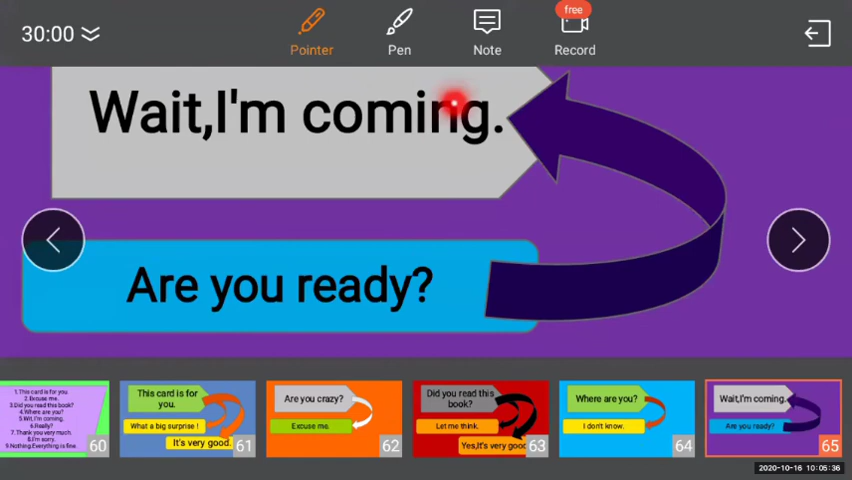 30:00
Pointer
Pen
Note
free
Record
Wait,I'm coming.
Are you ready?
1.This card is for you.
2.Excuse me.
3.Did you read this book?
4.Where are you?
5.Wit, I'm coming.
6.Really?
7.Thank you very much.
8.I'm sorry.
9.Nothing.Everything is fine.
60
This card is for
you.
What a big surprise !
It's very good.
61
Are you crazy?
Excuse me.
62
Did you read this
book?
Let me think.
Yes,It's very good
63
Where are you?
I don't know.
64
Wait,I'm coming.
Are you ready?
65
2020-10-16 10:05:36